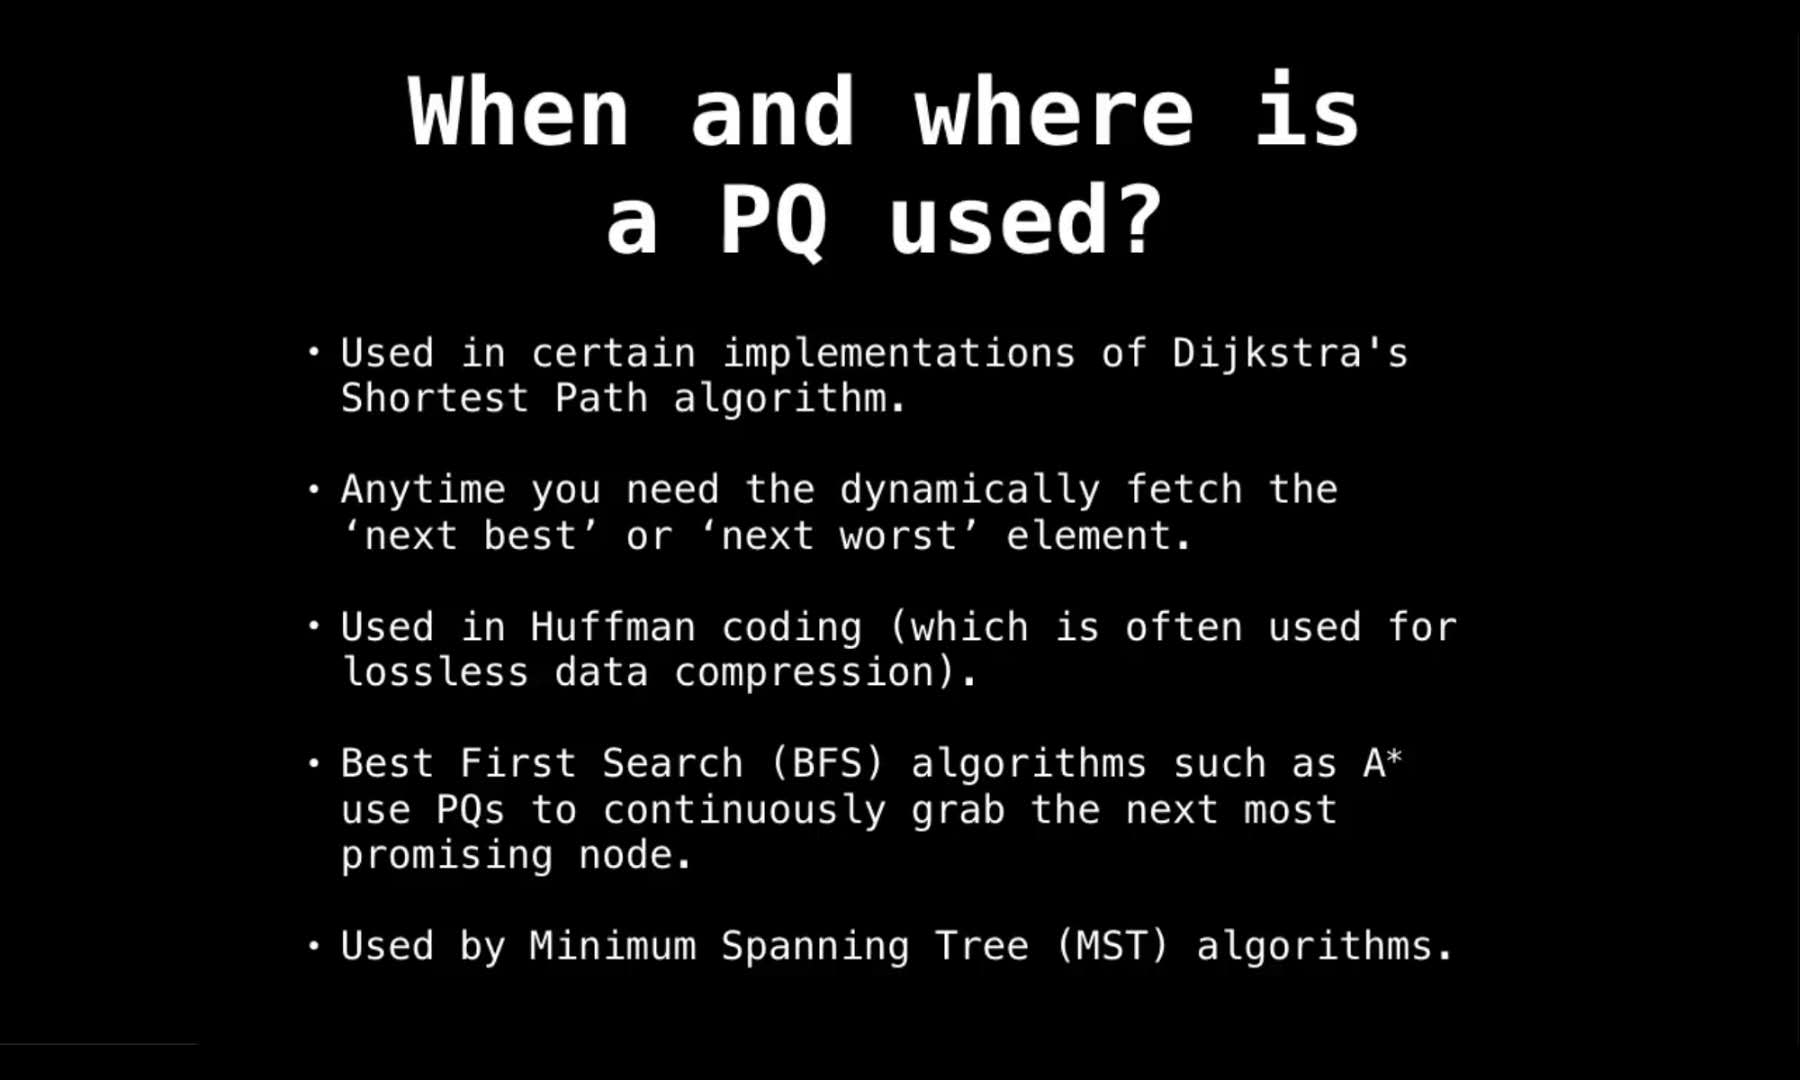 When and where is
a PQ used?
• Used in certain implementations of Dijkstra's
Shortest Path algorithm.
• Anytime you need the dynamically fetch the
‘next best’ or ‘next worst’ element.
• Used in Huffman coding (which is often used for
lossless data compression).
• Best First Search (BFS) algorithms such as A*
use PQs to continuously grab the next most
promising node.
• Used by Minimum Spanning Tree (MST) algorithms.